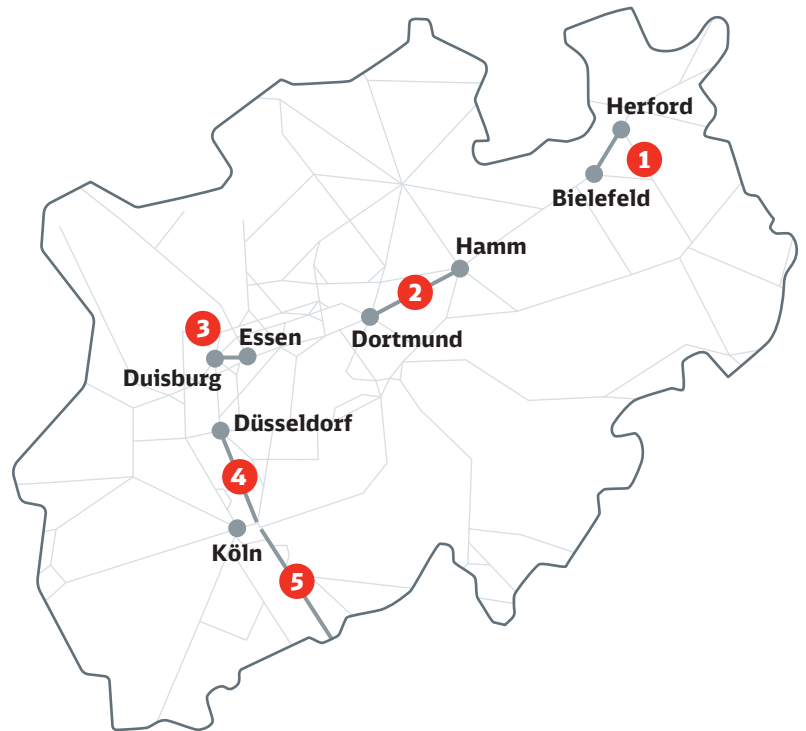 Herford
1
Bielefeld
Hamm
2
Dortmund
3
Essen
Duisburg
Düsseldorf
4
Köln
5